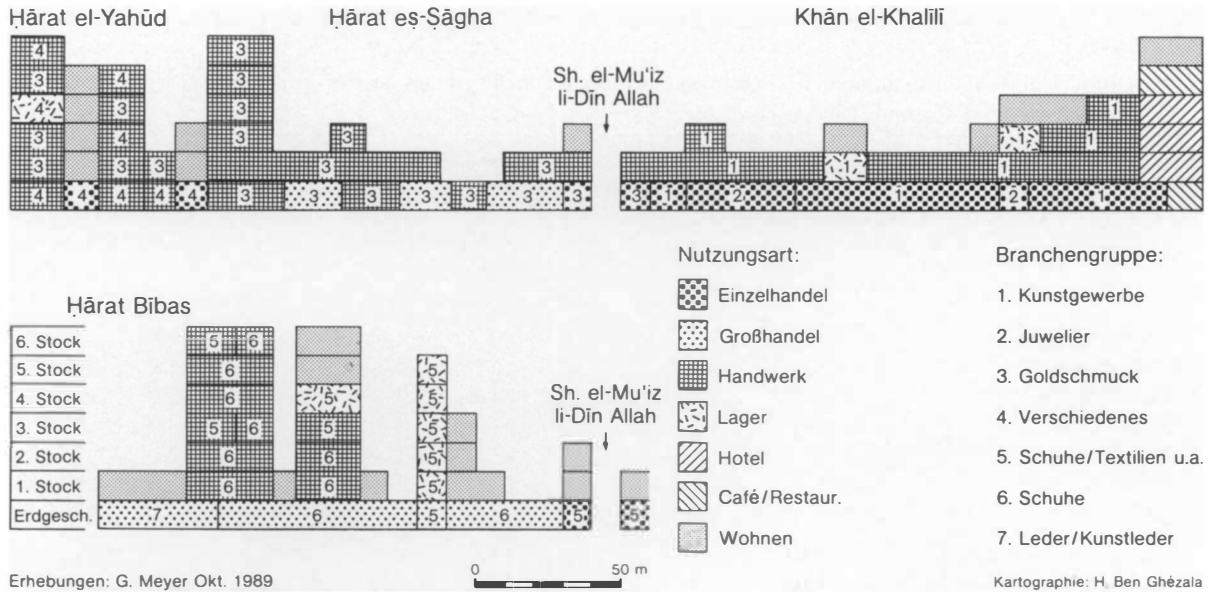 Ḥārat el-Yahūd
Ḥārat eṣ-Ṣāgha
Khān el-Khalīlī
Sh. el-Mu'iz
li-Dīn Allah
4 3
3 4 3
4 3 3 1
3 4 3 3 1 1
3 3 3 3 3 1 1 1
4 4 4 4 4 3 3 3 3 3 3 3 3 1 2 1 2 1
Ḥārat Bības
Sh. el-Mu'iz
li-Dīn Allah
6. Stock 5 6
5. Stock 6 5
4. Stock 6 5 5
3. Stock 5 6 5 5
2. Stock 6 6 5
1. Stock 6 6 5
Erdgesch. 7 6 5 6 5 5
Nutzungsart:
Einzelhandel
Großhandel
Handwerk
Lager
Hotel
Café/Restaur.
Wohnen
Branchengruppe:
1. Kunstgewerbe
2. Juwelier
3. Goldschmuck
4. Verschiedenes
5. Schuhe/Textilien u.a.
6. Schuhe
7. Leder/Kunstleder
Erhebungen: G. Meyer Okt. 1989
0 50 m
Kartographie: H. Ben Ghézala